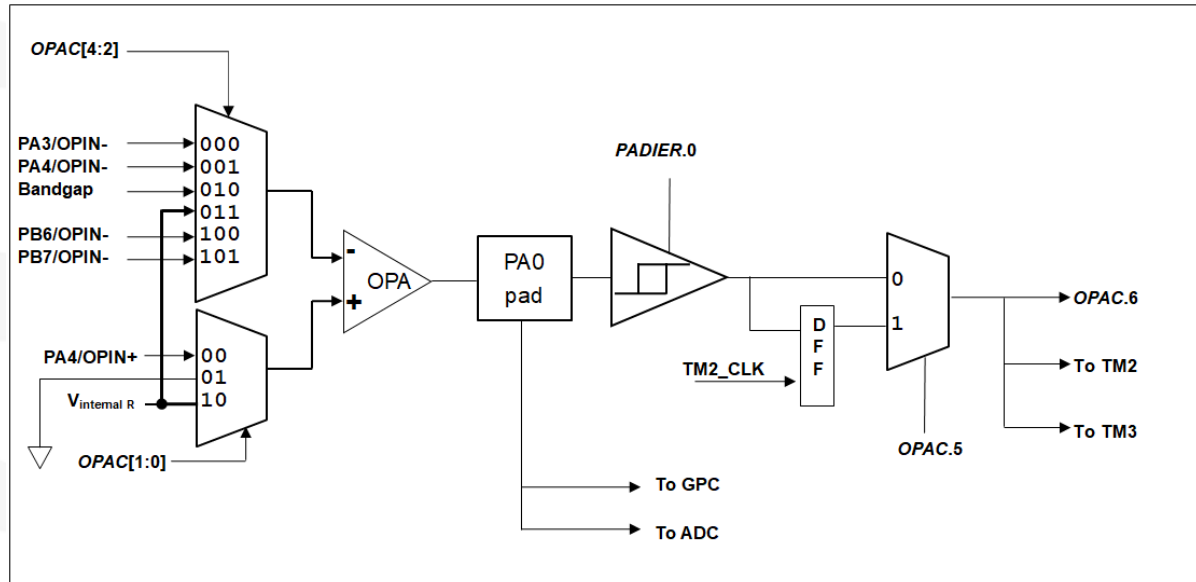 OPAC[4:2]
PA3/OPIN-
PA4/OPIN-
Bandgap
PB6/OPIN-
PB7/OPIN-
000
001
010
011
100
101
PA4/OPIN+
V internal R
00
01
10
OPAC[1:0]
-
+
OPA
PA0
pad
PADIER.0
TM2_CLK
D
F
F
0
1
OPAC.5
OPAC.6
To TM2
To TM3
To GPC
To ADC